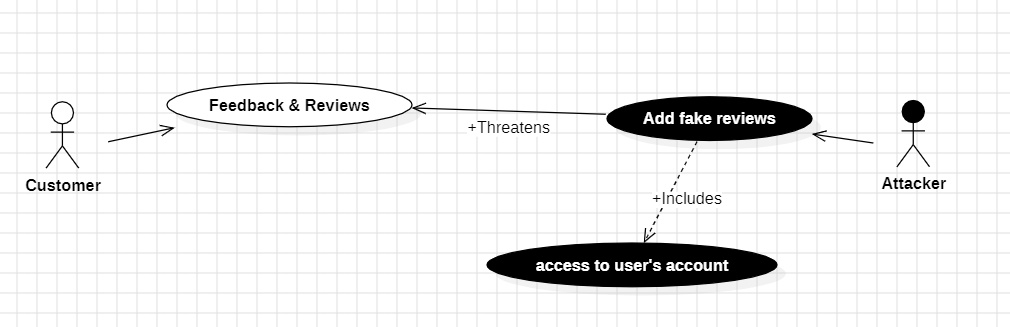 Feedback & Reviews
Add fake reviews
+Threatens
Customer
Attacker
+Includes
access to user's account